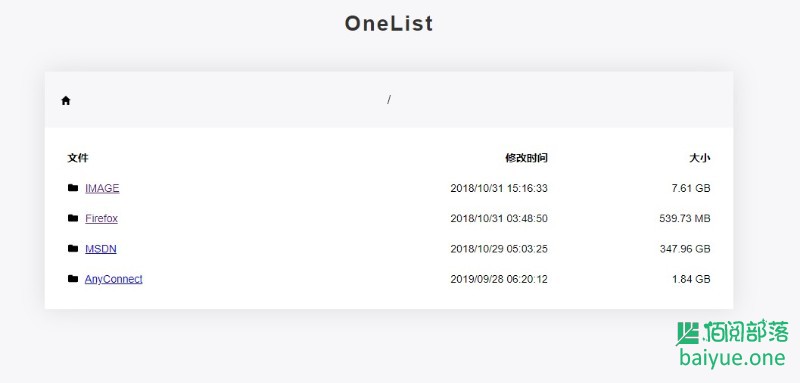 OneList
/
文件 修改时间 大小
IMAGE 2018/10/31 15:16:33 7.61 GB
Firefox 2018/10/31 03:48:50 539.73 MB
MSDN 2018/10/29 05:03:25 347.96 GB
AnyConnect 2019/09/28 06:20:12 1.84 GB
佰阅部落
baiyue.one